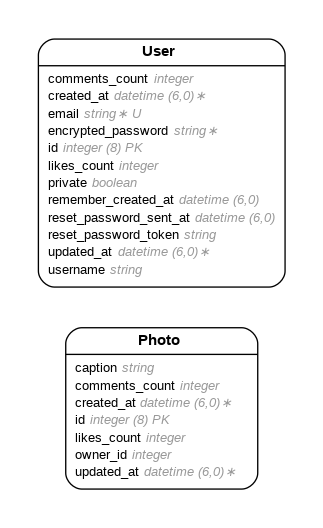 User
comments_count integer
created_at datetime (6,0)∗
email string∗ U
encrypted_password string∗
id integer (8) PK
likes_count integer
private boolean
remember_created_at datetime (6,0)
reset_password_sent_at datetime (6,0)
reset_password_token string
updated_at datetime (6,0)∗
username string
Photo
caption string
comments_count integer
created_at datetime (6,0)∗
id integer (8) PK
likes_count integer
owner_id integer
updated_at datetime (6,0)∗